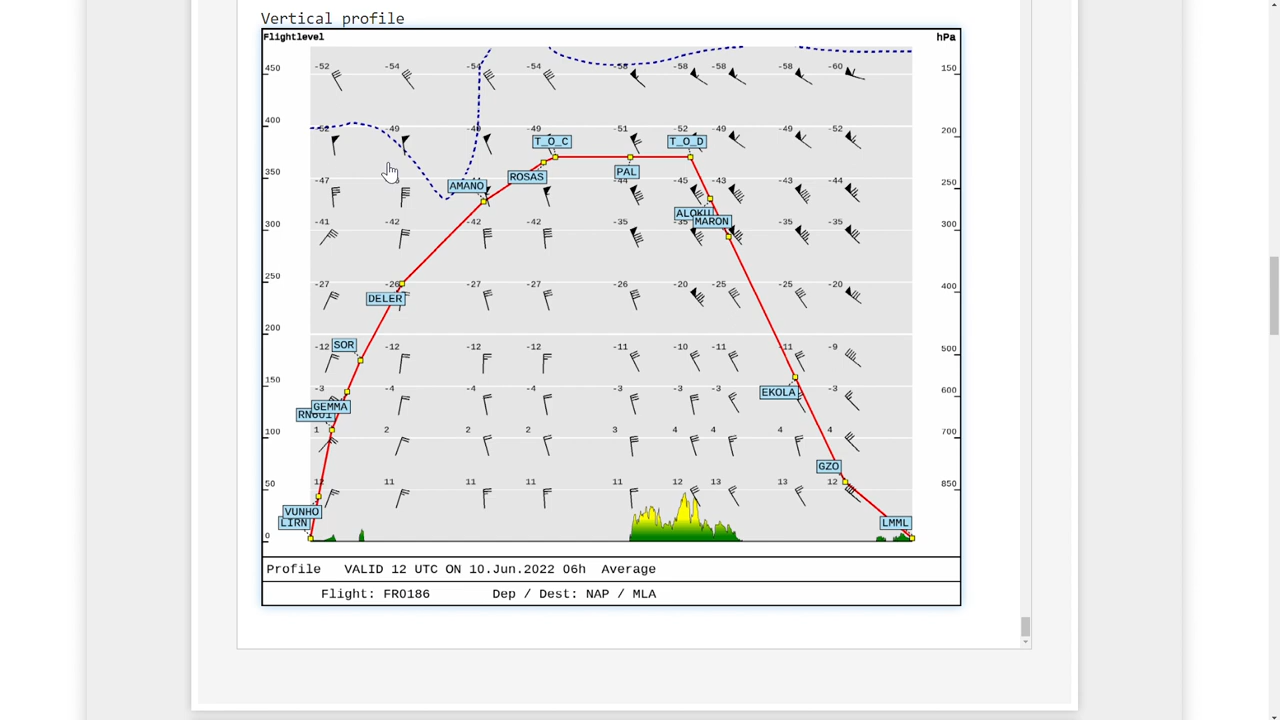 Vertical profile
Flightlevel hPa
450 -52 -54 -54 -54 -58 -58 -58 -58 -60 150
400 -52 -49 -49 -49 -51 -52 -49 -49 -52 200
T_O_C T_O_D
350 -47 AMANO ROSAS PAL -44 -45 -43 -43 -44 250
ALOKU MARON
300 -41 -42 -42 -42 -35 -35 -35 -35 300
250 -27 -26 -27 -27 -26 -20 -25 -25 -20 400
DELER
200
SOR
-12 -12 -12 -12 -11 -10 -11 -11 -9 500
150 -3 -4 -4 -4 -3 -3 -3 EKOLA -3 600
GEMMA
100 1 2 2 2 3 4 4 4 4 700
GZO
50 12 11 11 11 11 12 13 13 12 850
VUNHO
LIRN LMML
0
Profile VALID 12 UTC ON 10.Jun.2022 06h Average
Flight: FR0186 Dep / Dest: NAP / MLA